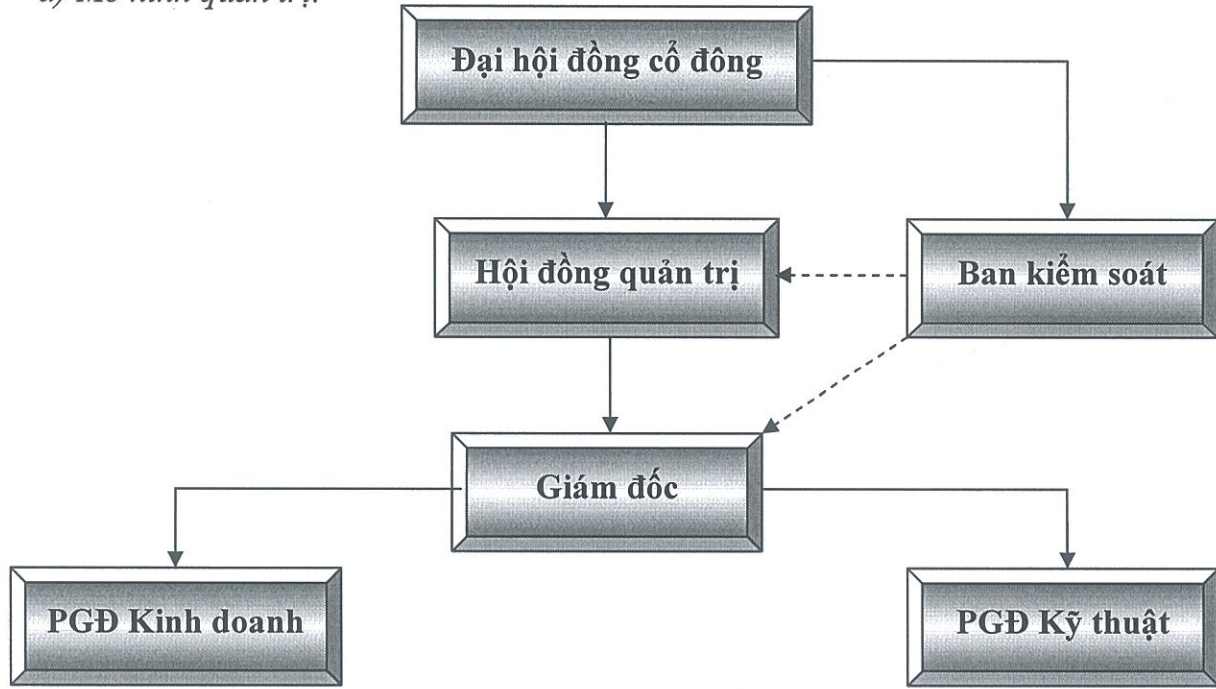 Đại hội đồng cổ đông
Hội đồng quản trị
Ban kiểm soát
Giám đốc
PGĐ Kinh doanh
PGĐ Kỹ thuật